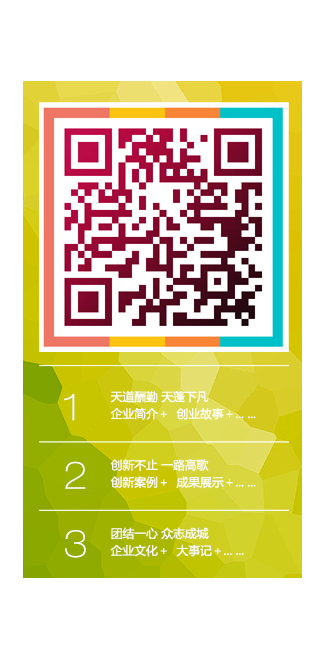 1
天道酬勤 天蓬下凡
企业简介+ 创业故事+... ...
2
创新不止 一路高歌
创新案例+ 成果展示+... ...
3
团结一心 众志成城
企业文化+ 大事记+... ...